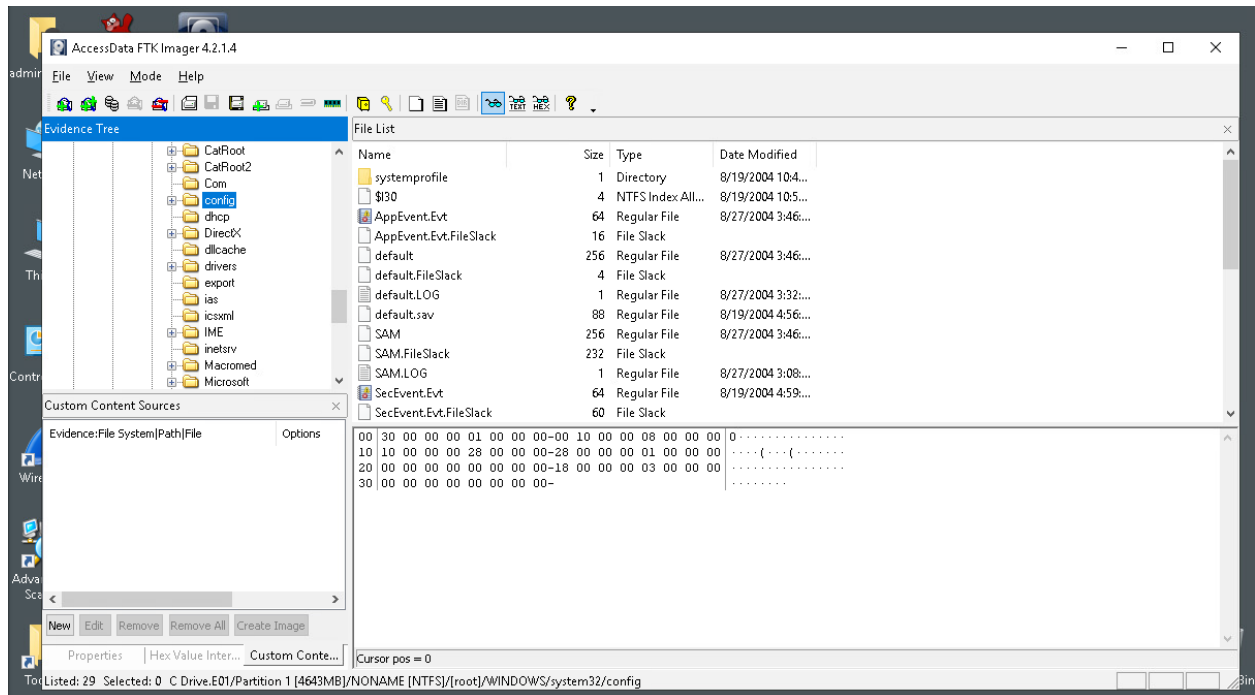 AccessData FTK Imager 4.2.1.4
File View Mode Help
Evidence Tree
CatRoot
CatRoot2
Com
config
dhcp
DirectX
dllcache
drivers
export
ias
icsxml
IME
inetsrv
Macromed
Microsoft
Custom Content Sources
Evidence:File System|Path|File Options
New Edit Remove Remove All Create Image
Properties Hex Value Inter... Custom Conte...
File List
Name Size Type Date Modified
systemprofile 1 Directory 8/19/2004 10:4...
$I30 4 NTFS Index All... 8/19/2004 10:5...
AppEvent.Evt 64 Regular File 8/27/2004 3:46:...
AppEvent.Evt.FileSlack 16 File Slack
default 256 Regular File 8/27/2004 3:46:...
default.FileSlack 4 File Slack
default.LOG 1 Regular File 8/27/2004 3:32:...
default.sav 88 Regular File 8/19/2004 4:56:...
SAM 256 Regular File 8/27/2004 3:46:...
SAM.FileSlack 232 File Slack
SAM.LOG 1 Regular File 8/27/2004 3:08:...
SecEvent.Evt 64 Regular File 8/19/2004 4:59:...
SecEvent.Evt.FileSlack 60 File Slack
00 30 00 00 00 01 00 00 00-00 10 00 00 08 00 00 00 0···············
10 10 00 00 00 28 00 00 00-28 00 00 00 01 00 00 00 ····(···(·······
20 00 00 00 00 00 00 00 00-18 00 00 00 03 00 00 00 ················
30 00 00 00 00 00 00 00 00- ········
Cursor pos = 0
Listed: 29 Selected: 0 C Drive.E01/Partition 1 [4643MB]/NONAME [NTFS]/[root]/WINDOWS/system32/config
admin
Net
Th
Contr
Wire
Adva
Sca
Too
Bin